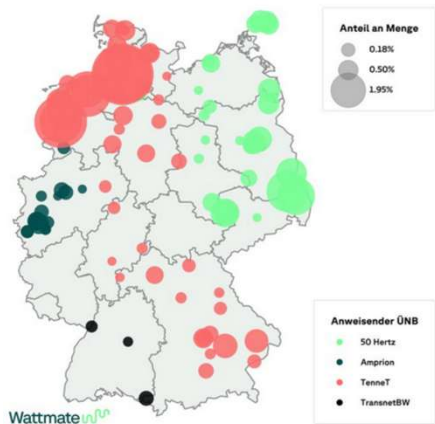 Anteil an Menge
0.18%
0.50%
1.95%
Anweisender ÜNB
50 Hertz
Amprion
TenneT
TransnetBW
Wattmate